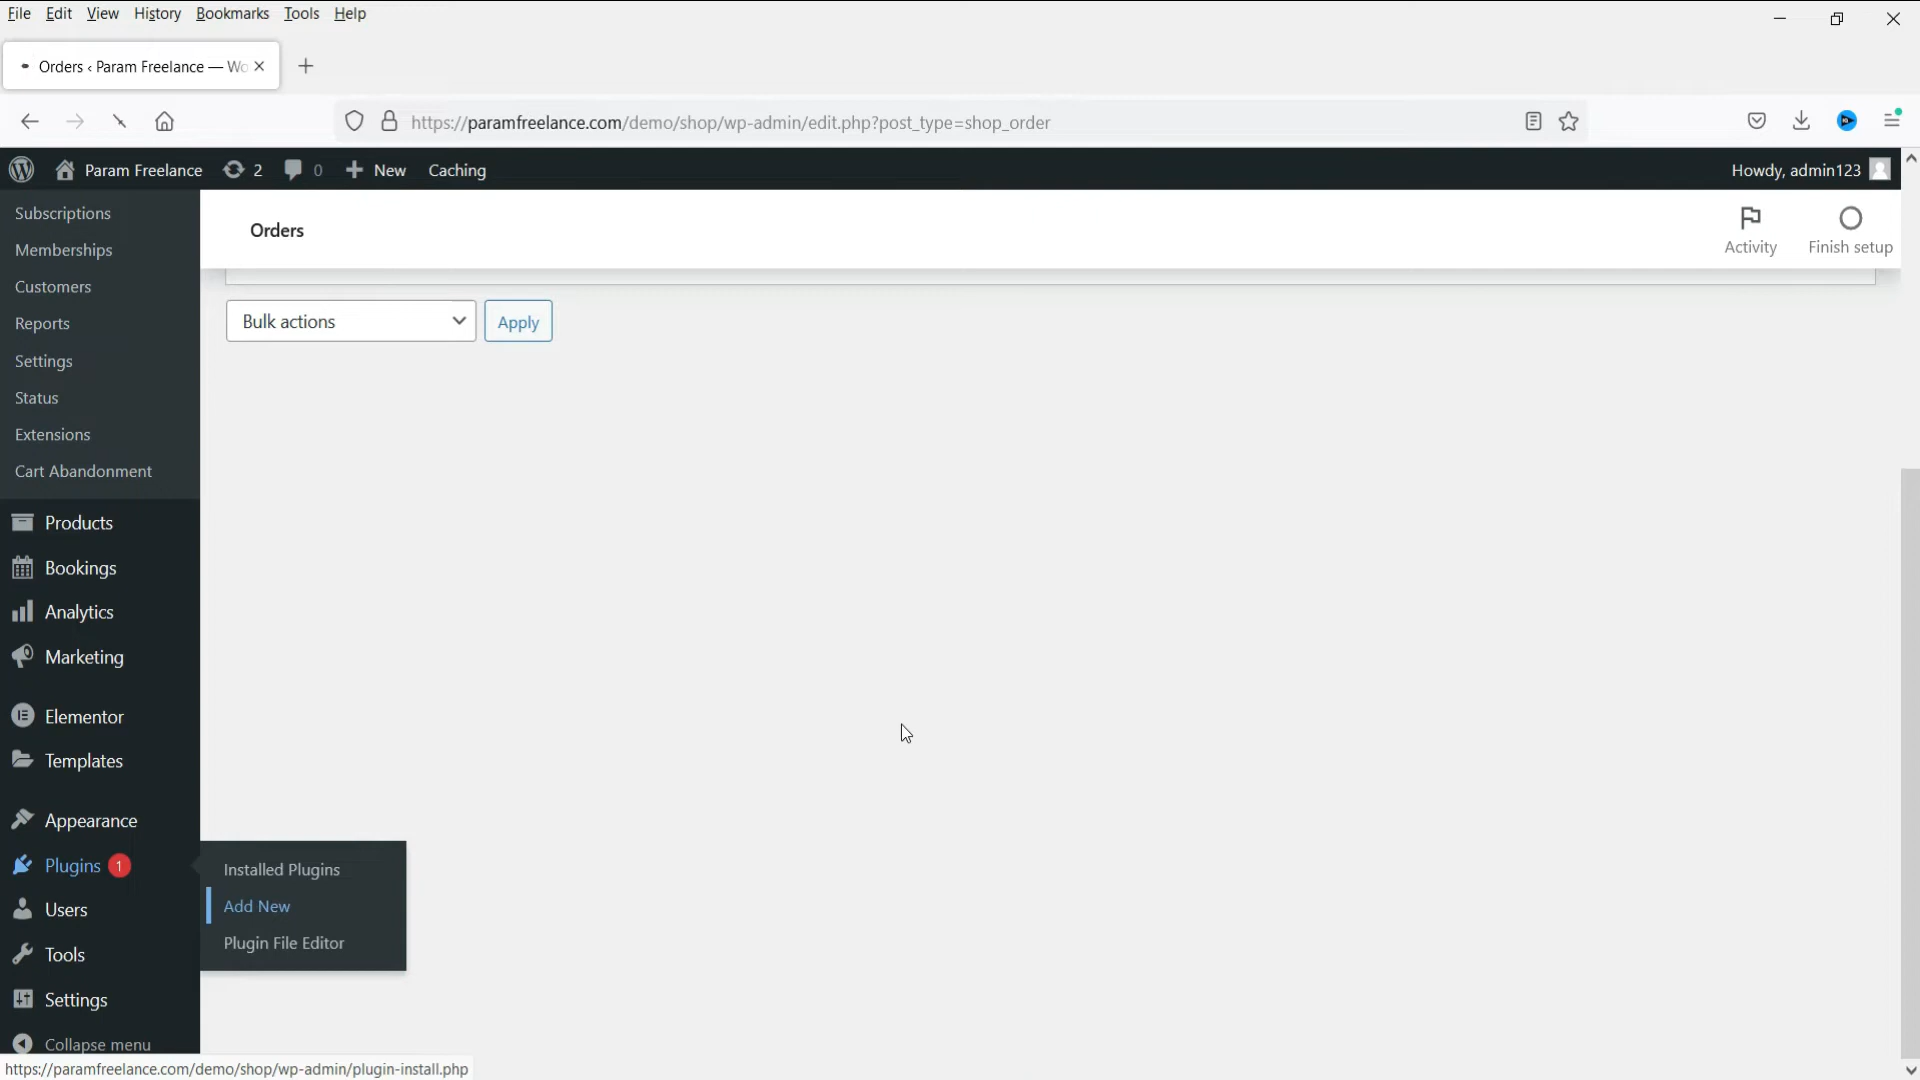 File Edit View History Bookmarks Tools Help
Orders ‹ Param Freelance — Wo
https://paramfreelance.com/demo/shop/wp-admin/edit.php?post_type=shop_order
Param Freelance 2 0 New Caching Howdy, admin123
Subscriptions
Memberships
Customers
Reports
Settings
Status
Extensions
Cart Abandonment
Products
Bookings
Analytics
Marketing
Elementor
Templates
Appearance
Plugins 1
Users
Tools
Settings
Collapse menu
Orders
Activity
Finish setup
Bulk actions
Apply
Installed Plugins
Add New
Plugin File Editor
https://paramfreelance.com/demo/shop/wp-admin/plugin-install.php